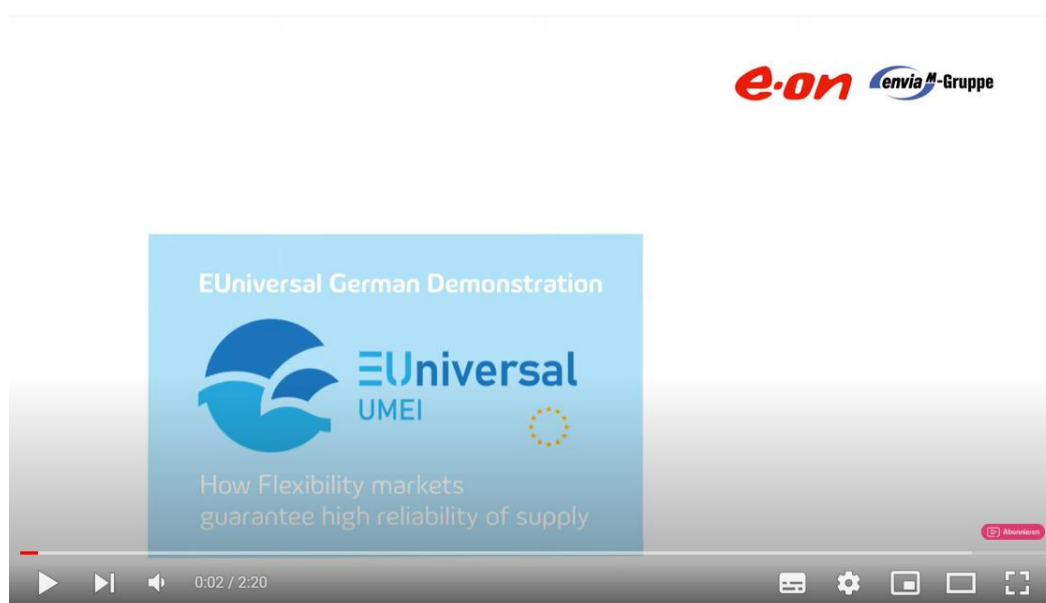 e·on envia M-Gruppe
EUniversal German Demonstration
EUniversal
UMEI
How Flexibility markets
guarantee high reliability of supply
Abonnieren
0:02 / 2:20